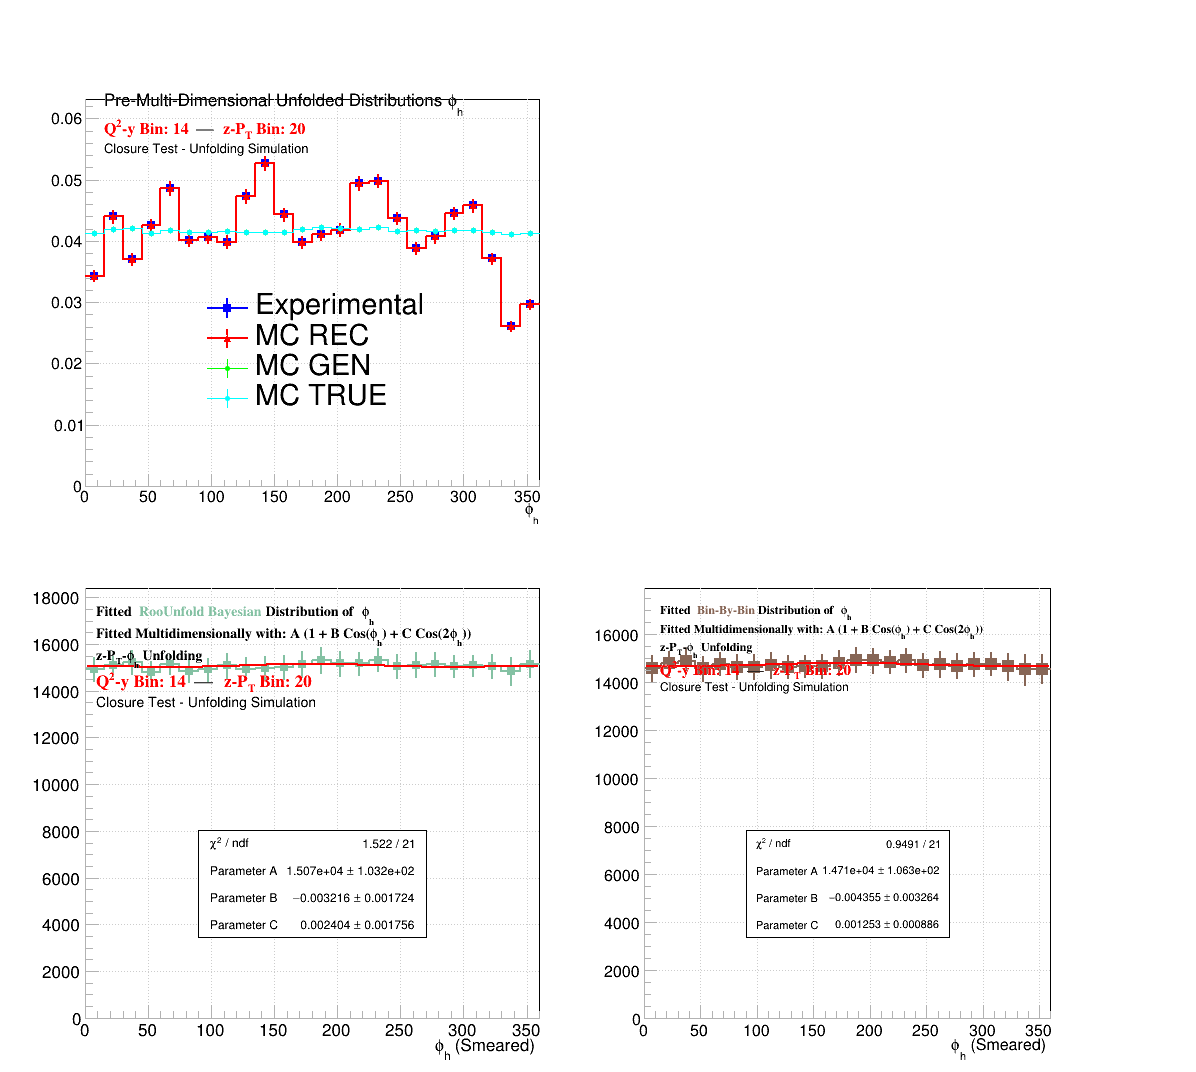 Pre-Multi-Dimensional Unfolded Distributions ϕh
Q2-y Bin: 14 — z-PT Bin: 20
Closure Test - Unfolding Simulation
0.06
0.05
0.04
0.03
0.02
0.01
0
Experimental
MC REC
MC GEN
MC TRUE
0 50 100 150 200 250 300 350
ϕh
Fitted RooUnfold Bayesian Distribution of ϕh
Fitted Multidimensionally with: A (1 + B Cos(ϕh) + C Cos(2ϕh))
z-PT-ϕh Unfolding
Q2-y Bin: 14 — z-PT Bin: 20
Closure Test - Unfolding Simulation
18000
16000
14000
12000
10000
8000
6000
4000
2000
0
χ2 / ndf 1.522 / 21
Parameter A 1.507e+04 ± 1.032e+02
Parameter B −0.003216 ± 0.001724
Parameter C 0.002404 ± 0.001756
0 50 100 150 200 250 300 350
ϕh (Smeared)
Fitted Bin-By-Bin Distribution of ϕh
Fitted Multidimensionally with: A (1 + B Cos(ϕh) + C Cos(2ϕh))
z-PT-ϕh Unfolding
Q2-y Bin: 14 — z-PT Bin: 20
Closure Test - Unfolding Simulation
16000
14000
12000
10000
8000
6000
4000
2000
0
χ2 / ndf 0.9491 / 21
Parameter A 1.471e+04 ± 1.063e+02
Parameter B −0.004355 ± 0.003264
Parameter C 0.001253 ± 0.000886
0 50 100 150 200 250 300 350
ϕh (Smeared)